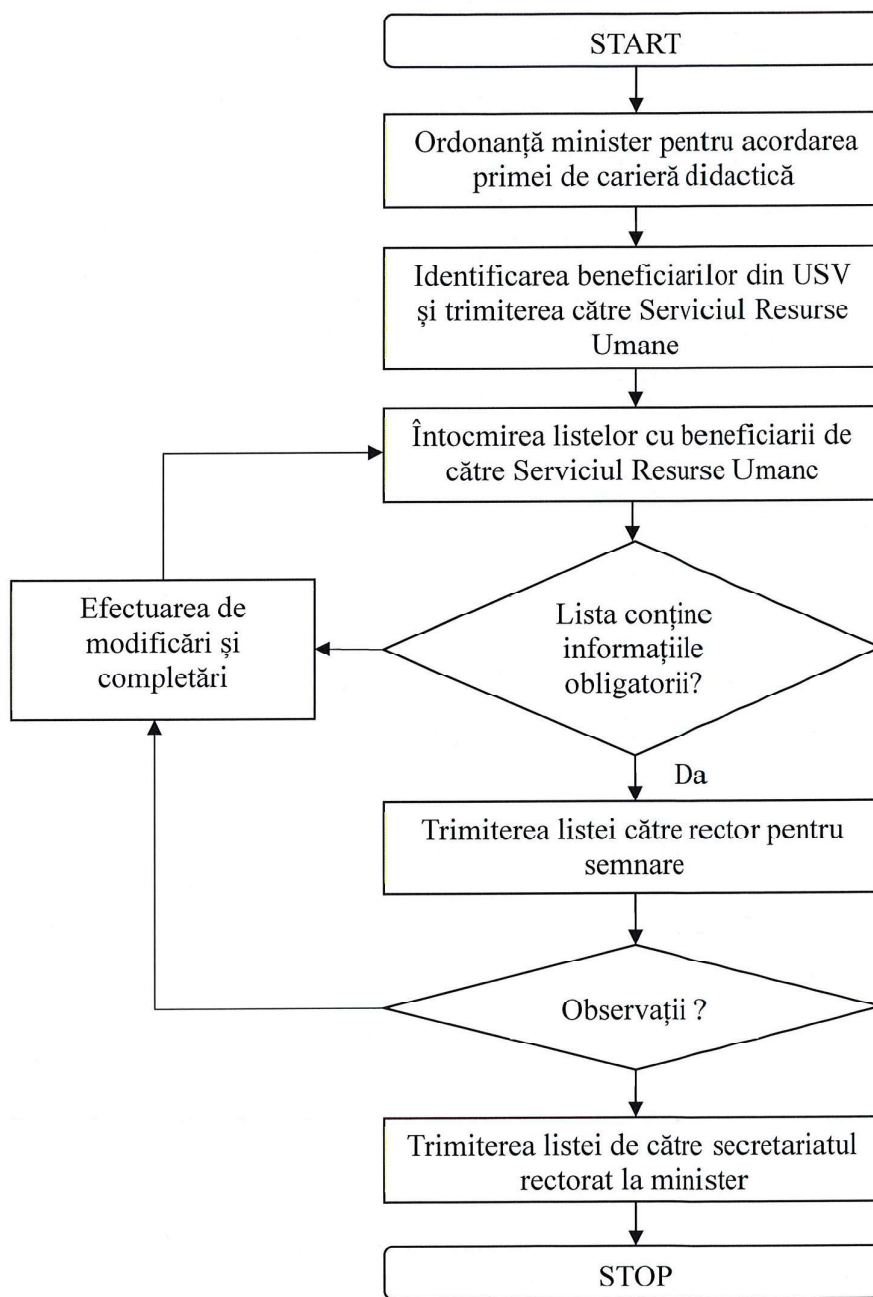 START
Ordonanță minister pentru acordarea
primei de carieră didactică
Identificarea beneficiarilor din USV
și trimiterea către Serviciul Resurse
Umane
Întocmirea listelor cu beneficiarii de
către Serviciul Resurse Umane
Efectuarea de
modificări și
completări
Lista conține
informațiile
obligatorii?
Da
Trimiterea listei către rector pentru
semnare
Observații ?
Trimiterea listei de către secretariatul
rectorat la minister
STOP